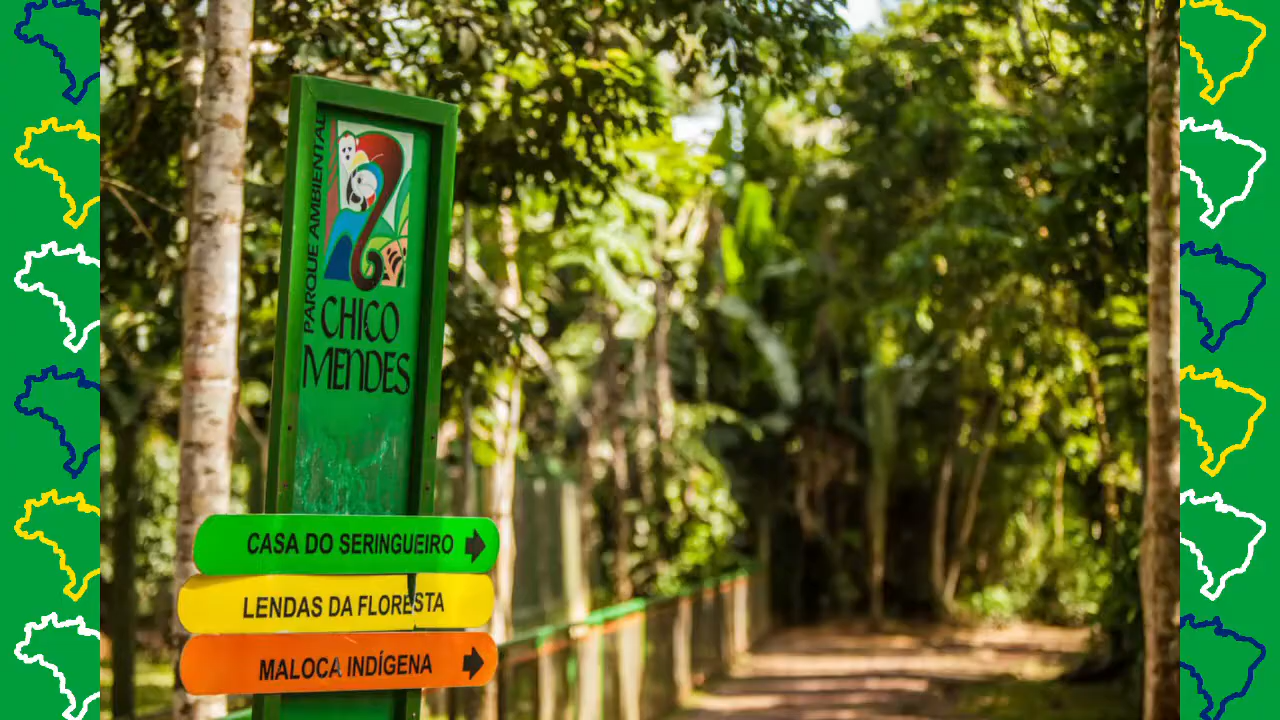 PARQUE AMBIENTAL
CHICO
MENDES
CASA DO SERINGUEIRO
LENDAS DA FLORESTA
MALOCA INDÍGENA